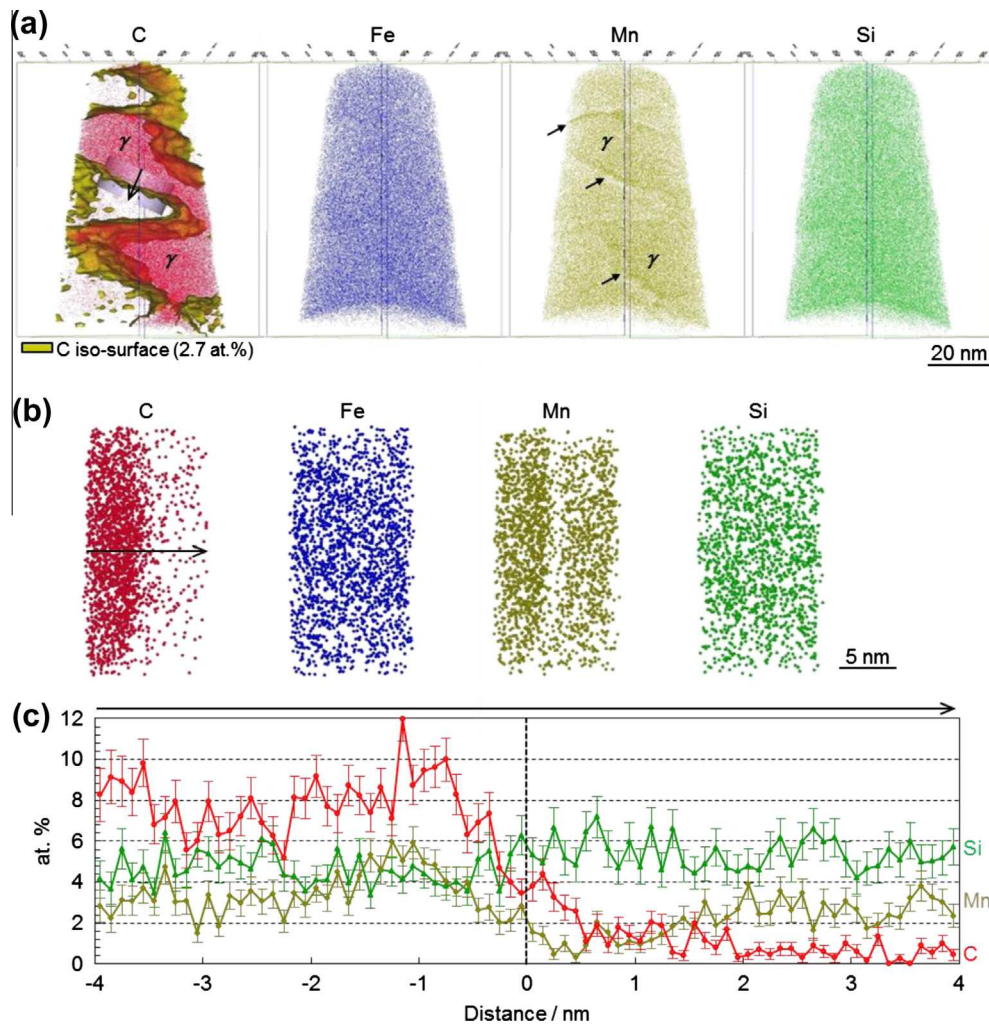 (a)
C Fe Mn Si
γ
γ
γ
γ
C iso-surface (2.7 at.%)
20 nm
(b)
C Fe Mn Si
5 nm
(c)
12
10
8
6
4
2
0
at. %
Si
Mn
C
-4 -3 -2 -1 0 1 2 3 4
Distance / nm